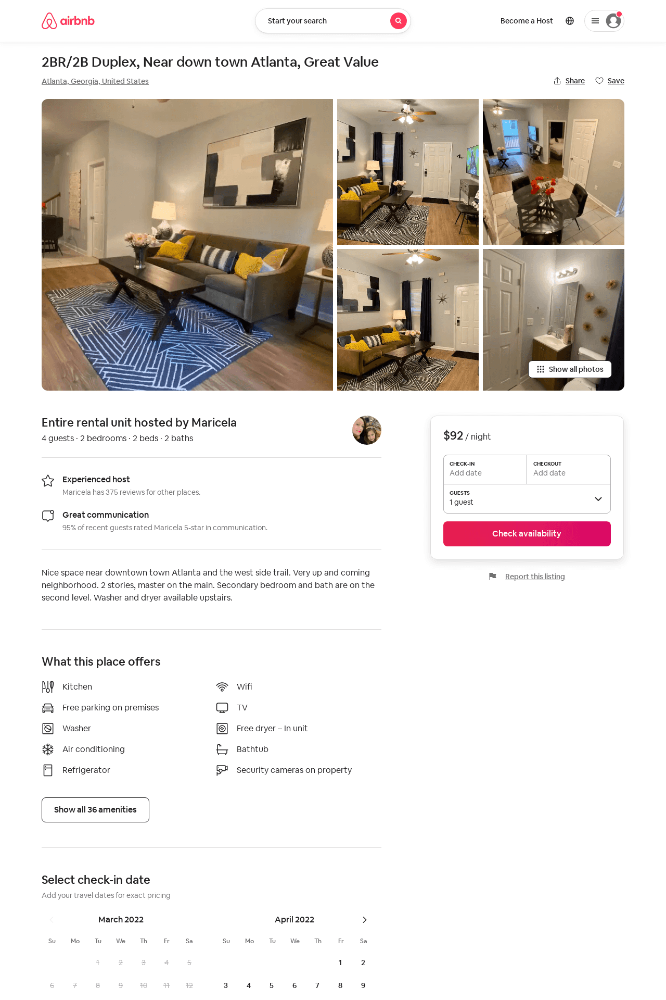 airbnb
Start your search
Become a Host
2BR/2B Duplex, Near down town Atlanta, Great Value
Atlanta, Georgia, United States
Share
Save
Show all photos
Entire rental unit hosted by Maricela
4 guests · 2 bedrooms · 2 beds · 2 baths
Experienced host
Maricela has 375 reviews for other places.
Great communication
95% of recent guests rated Maricela 5-star in communication.
$92 / night
CHECK-IN
Add date
CHECKOUT
Add date
GUESTS
1 guest
Check availability
Report this listing
Nice space near downtown town Atlanta and the west side trail. Very up and coming
neighborhood. 2 stories, master on the main. Secondary bedroom and bath are on the
second level. Washer and dryer available upstairs.
What this place offers
Kitchen
Wifi
Free parking on premises
TV
Washer
Free dryer – In unit
Air conditioning
Bathtub
Refrigerator
Security cameras on property
Show all 36 amenities
Select check-in date
Add your travel dates for exact pricing
March 2022
Su Mo Tu We Th Fr Sa
1 2 3 4 5
6 7 8 9 10 11 12
April 2022
Su Mo Tu We Th Fr Sa
1 2
3 4 5 6 7 8 9